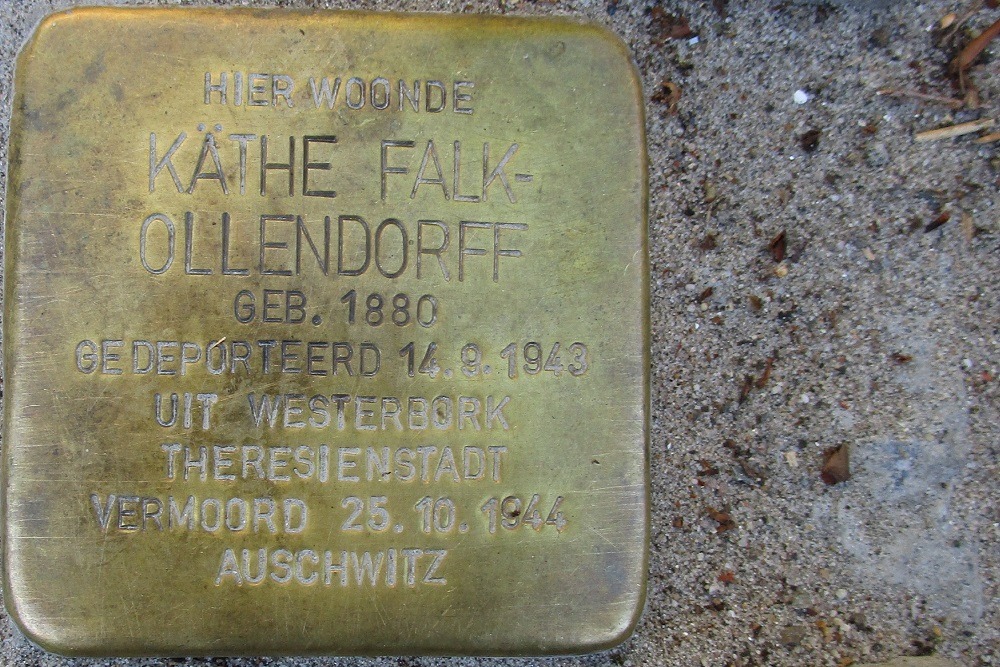 HIER WOONDE
KÄTHE FALK-
OLLENDORFF
GEB. 1880
GEDEPORTEERD 14.9.1943
UIT WESTERBORK
THERESIENSTADT
VERMOORD 25.10.1944
AUSCHWITZ